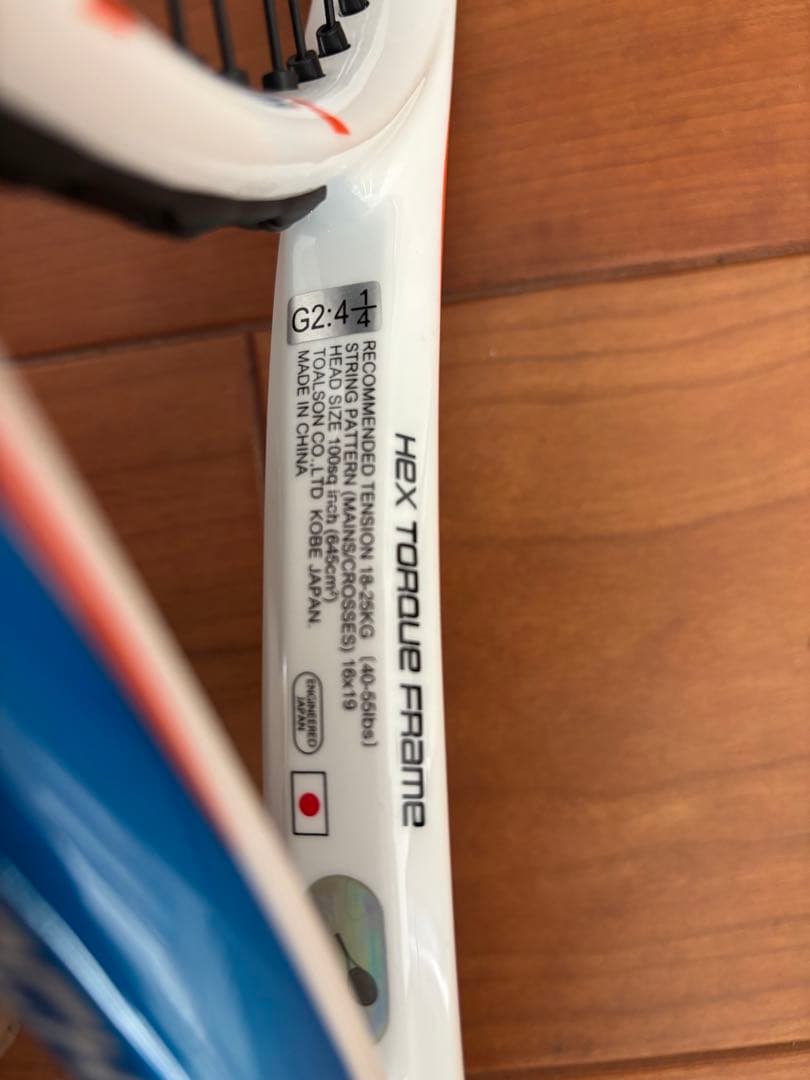 G2:4 1/4
RECOMMENDED TENSION 18-25KG (40-55lbs)
STRING PATTERN (MAINS/CROSSES) 16x19
HEAD SIZE 100sq inch (645cm²)
TOALSON CO.,LTD KOBE JAPAN.
MADE IN CHINA
ENGINEERED
JAPAN
HEX TORQUE FRAME